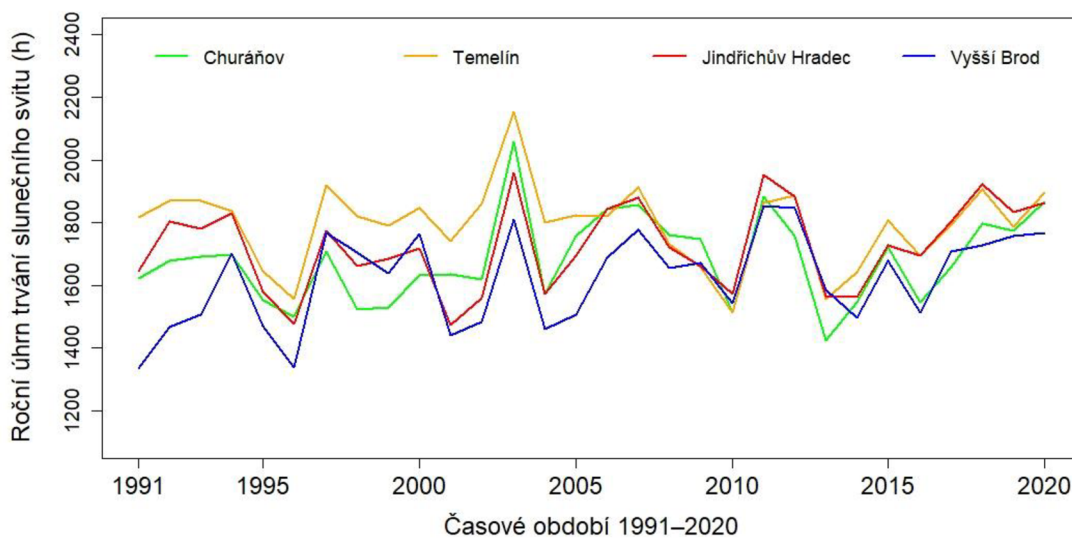 Roční úhrn trvání slunečního svitu (h)
2400
2200
2000
1800
1600
1400
1200
Churáňov Temelín Jindřichův Hradec Vyšší Brod
1991 1995 2000 2005 2010 2015 2020
Časové období 1991–2020